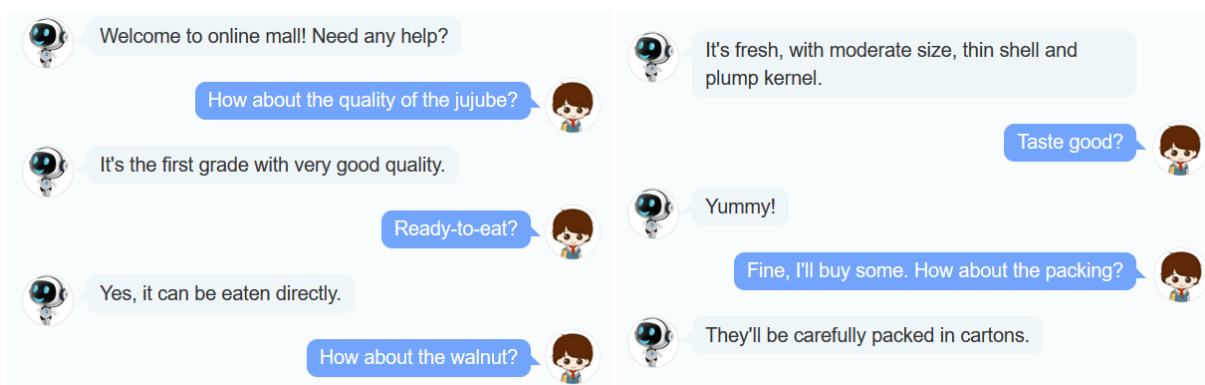 Welcome to online mall! Need any help?
How about the quality of the jujube?
It's the first grade with very good quality.
Ready-to-eat?
Yes, it can be eaten directly.
How about the walnut?
It's fresh, with moderate size, thin shell and
plump kernel.
Taste good?
Yummy!
Fine, I'll buy some. How about the packing?
They'll be carefully packed in cartons.